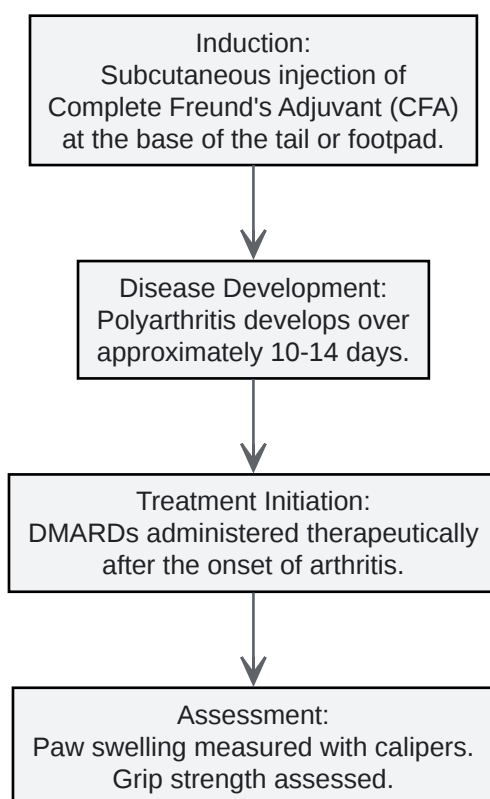 Induction:
Subcutaneous injection of
Complete Freund's Adjuvant (CFA)
at the base of the tail or footpad.
Disease Development:
Polyarthritis develops over
approximately 10-14 days.
Treatment Initiation:
DMARDs administered therapeutically
after the onset of arthritis.
Assessment:
Paw swelling measured with calipers.
Grip strength assessed.